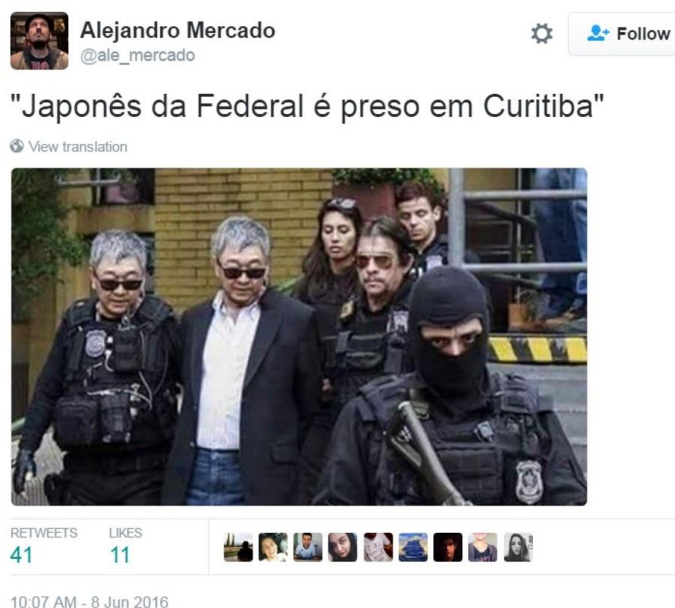 Alejandro Mercado
@ale_mercado
Follow
"Japonês da Federal é preso em Curitiba"
View translation
RETWEETS
LIKES
41
11
10:07 AM - 8 Jun 2016